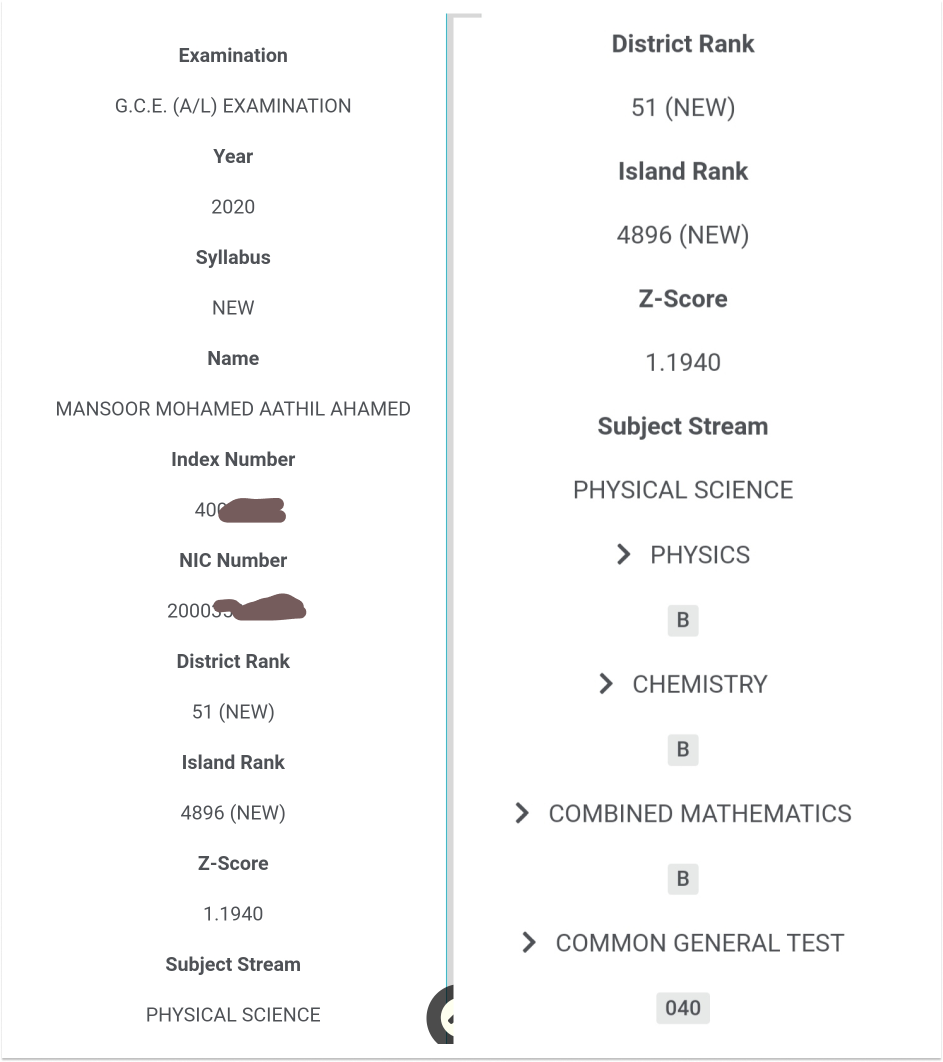 Examination
G.C.E. (A/L) EXAMINATION
Year
2020
Syllabus
NEW
Name
MANSOOR MOHAMED AATHIL AHAMED
Index Number
40
NIC Number
2000
District Rank
51 (NEW)
Island Rank
4896 (NEW)
Z-Score
1.1940
Subject Stream
PHYSICAL SCIENCE
District Rank
51 (NEW)
Island Rank
4896 (NEW)
Z-Score
1.1940
Subject Stream
PHYSICAL SCIENCE
PHYSICS
B
CHEMISTRY
B
COMBINED MATHEMATICS
B
COMMON GENERAL TEST
040